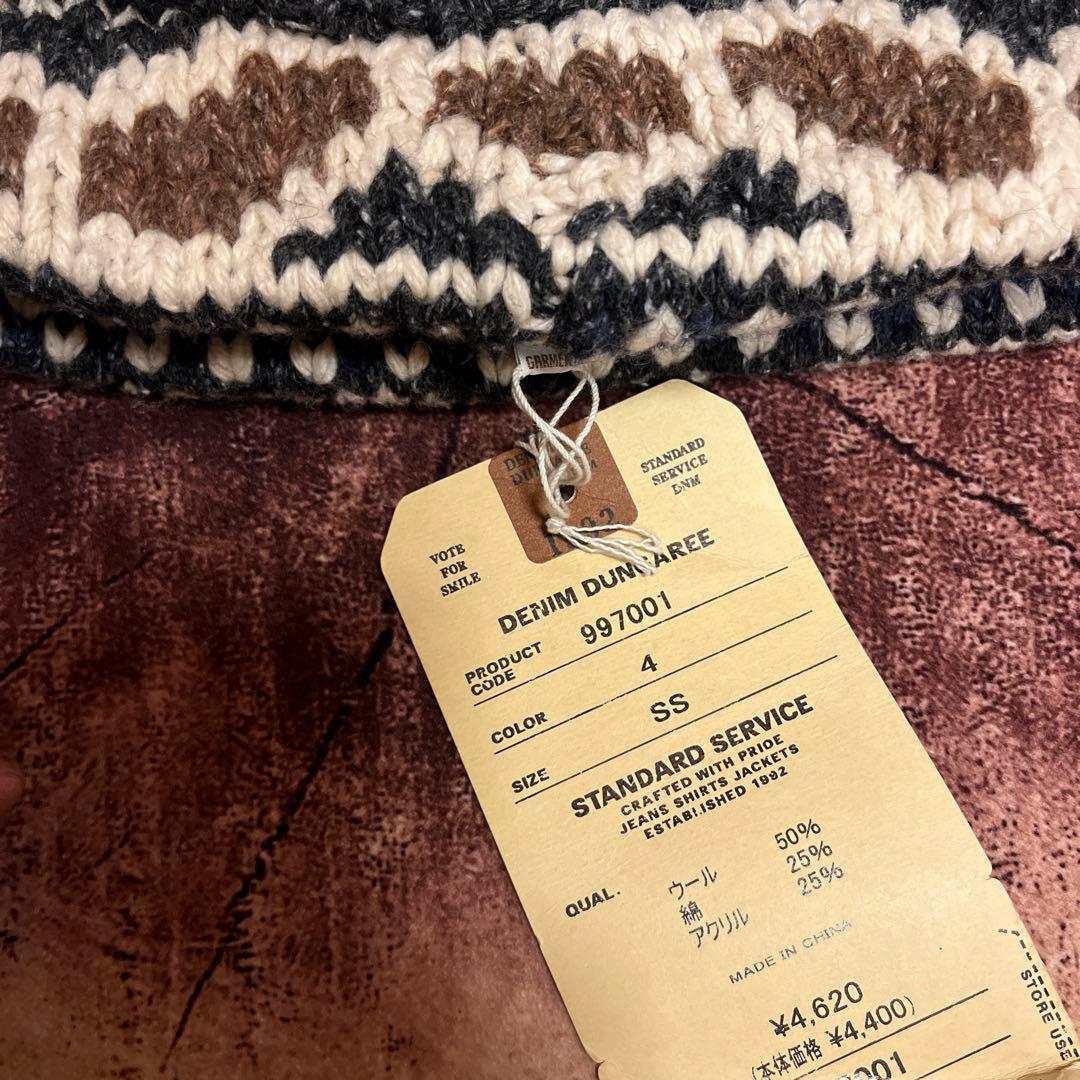 GARMEN
STANDARD
SERVICE
DNM
VOTE
FOR
SMILE
DENIM DUNGAREE
PRODUCT
CODE
997001
COLOR
4
SIZE
SS
STANDARD SERVICE
CRAFTED WITH PRIDE
JEANS SHIRTS JACKETS
ESTABLISHED 1992
QUAL.
ウール 50%
綿 25%
アクリル 25%
MADE IN CHINA
¥4,620
(本体価格 ¥4,400)
7001
STORE USE